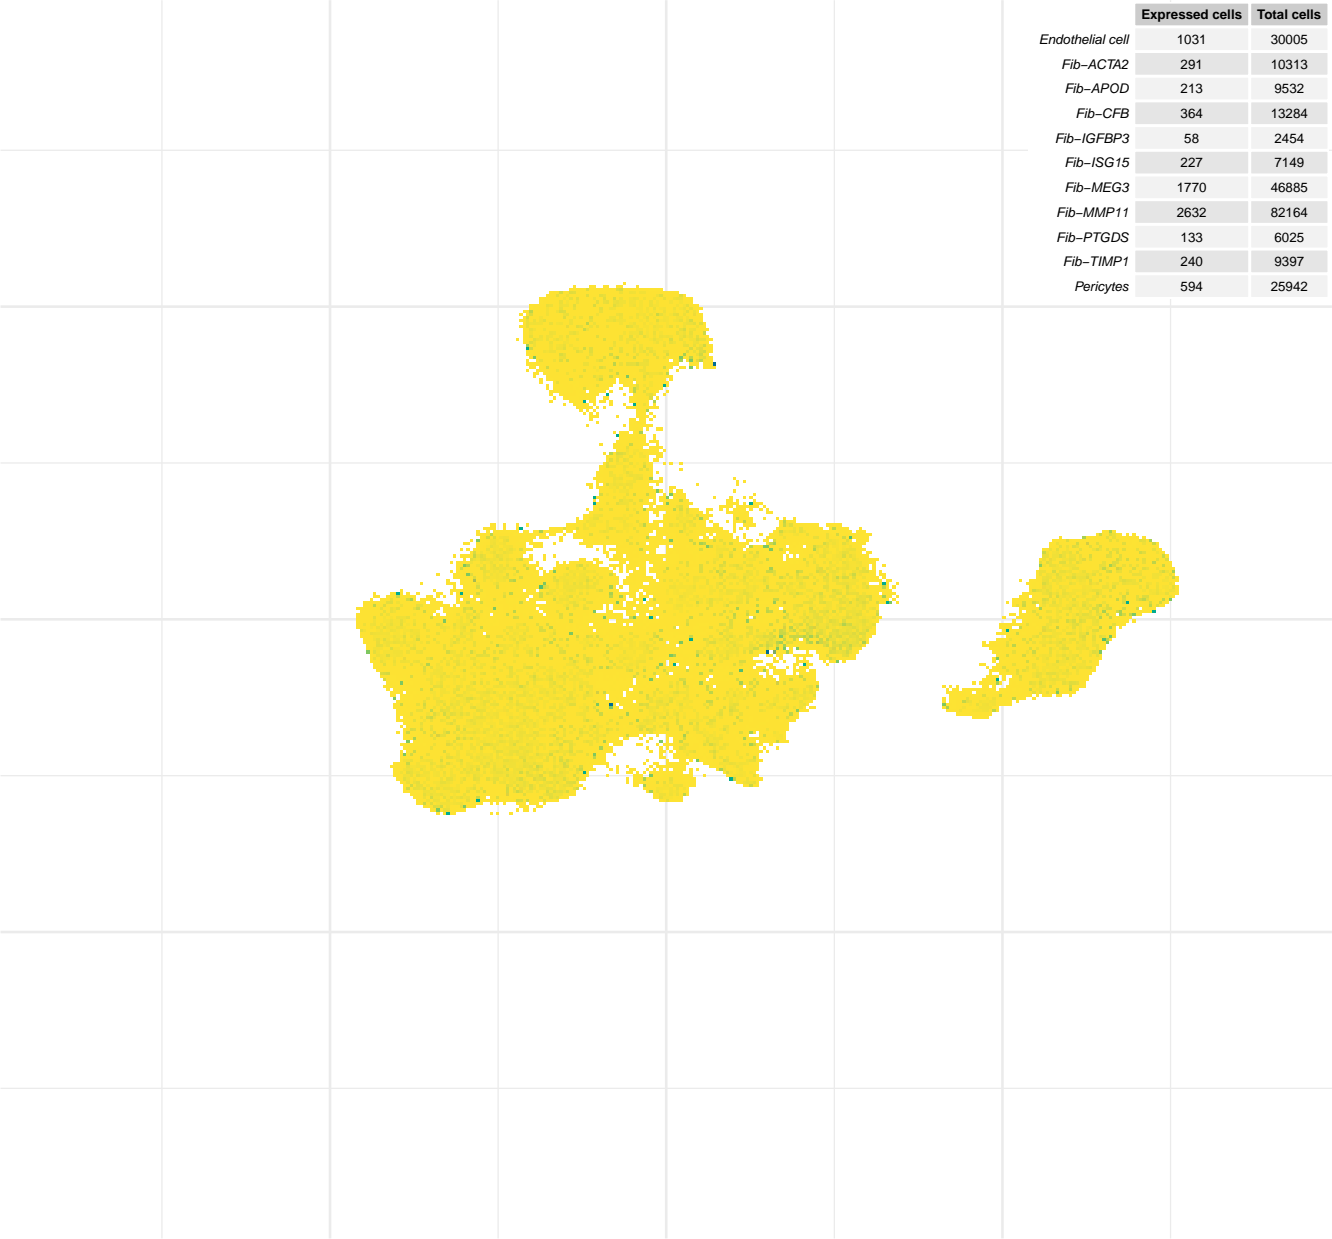 Expressed cells Total cells
Endothelial cell 1031 30005
Fib−ACTA2 291 10313
Fib−APOD 213 9532
Fib−CFB 364 13284
Fib−IGFBP3 58 2454
Fib−ISG15 227 7149
Fib−MEG3 1770 46885
Fib−MMP11 2632 82164
Fib−PTGDS 133 6025
Fib−TIMP1 240 9397
Pericytes 594 25942